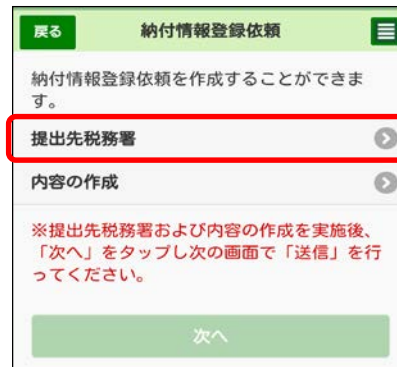 戻る 納付情報登録依頼
納付情報登録依頼を作成することができま
す。
提出先税務署
内容の作成
※提出先税務署および内容の作成を実施後、
「次へ」をタップし次の画面で「送信」を行
ってください。
次へ